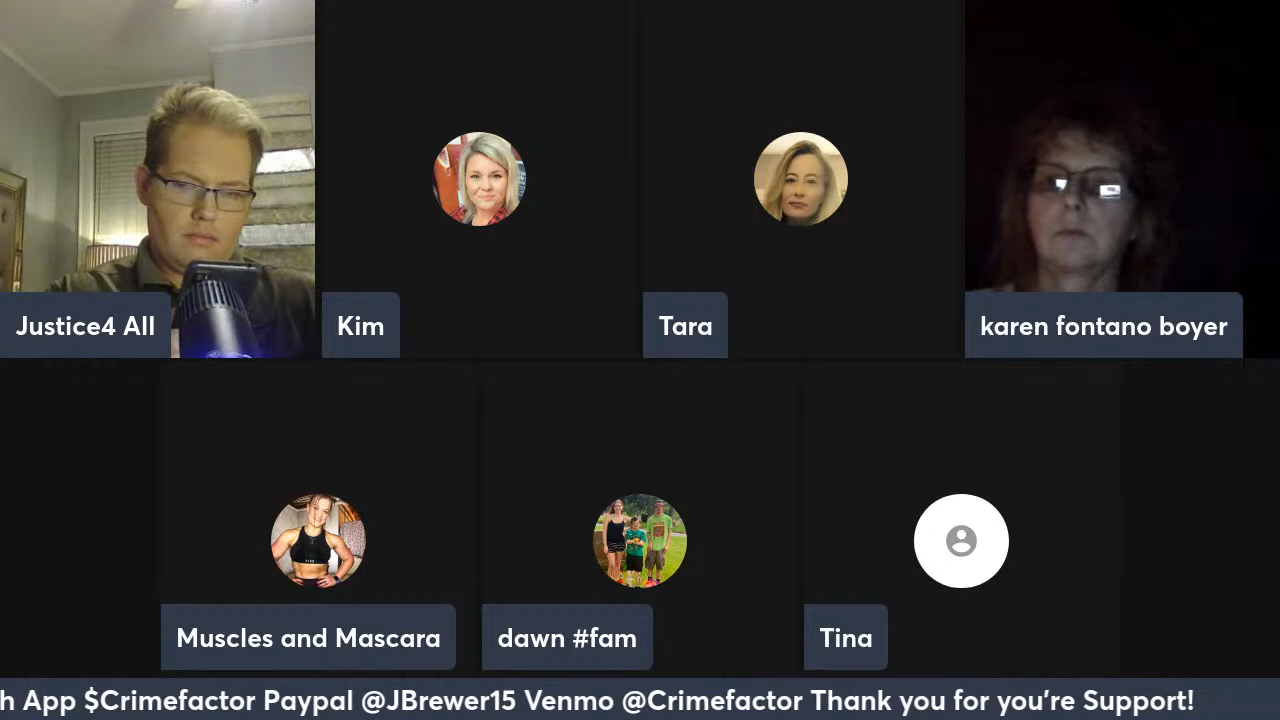 Justice4 All
Kim
Tara
karen fontano boyer
Muscles and Mascara
dawn #fam
Tina
h App $Crimefactor Paypal @JBrewer15 Venmo @Crimefactor Thank you for you're Support!